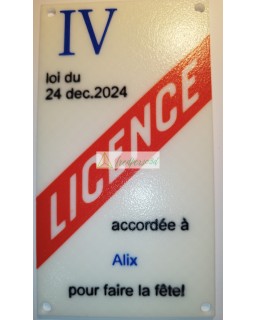 IV
loi du
24 dec.2024
LICENCE
accordée à
Alix
pour faire la fête!